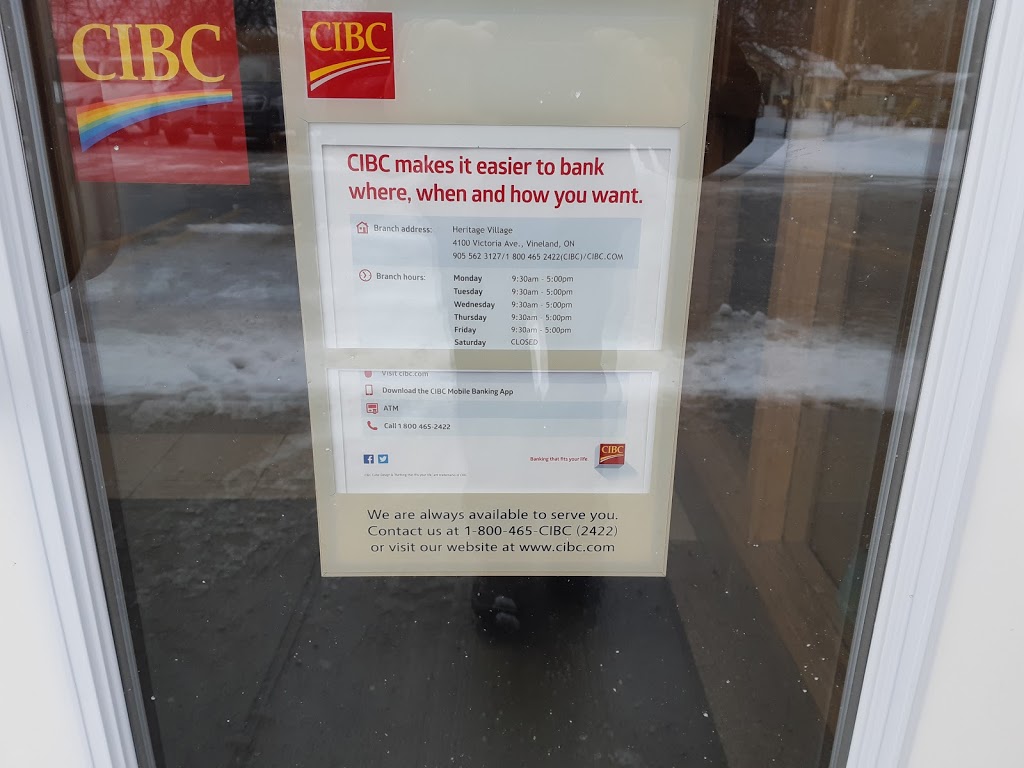 CIBC
CIBC
CIBC makes it easier to bank
where, when and how you want.
Branch address: Heritage Village
4100 Victoria Ave., Vineland, ON
905 562 3127/1 800 465 2422(CIBC)/CIBC.COM
Branch hours: Monday 9:30am - 5:00pm
Tuesday 9:30am - 5:00pm
Wednesday 9:30am - 5:00pm
Thursday 9:30am - 5:00pm
Friday 9:30am - 5:00pm
Saturday CLOSED
Visit cibc.com
Download the CIBC Mobile Banking App
ATM
Call 1 800 465-2422
Banking that fits your life.
CIBC
We are always available to serve you.
Contact us at 1-800-465-CIBC (2422)
or visit our website at www.cibc.com